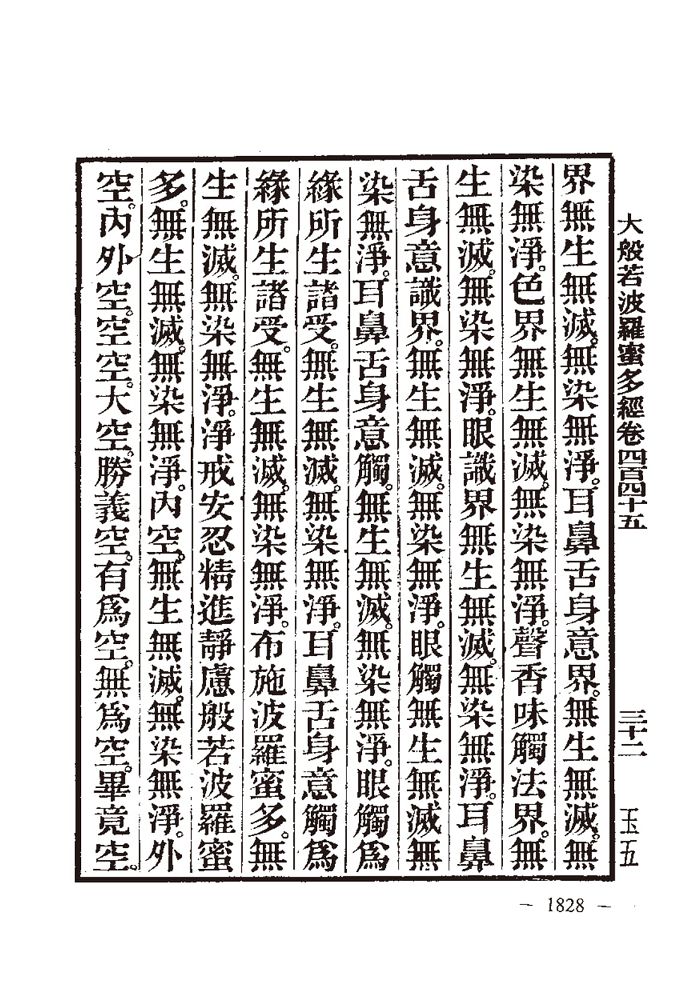 大般若波羅蜜多經卷四百四十五 三十二 玉五
界無生無滅。無染無淨。耳鼻舌身意界。無生無滅。無
染無淨。色界無生無滅。無染無淨。聲香味觸法界。無
生無滅。無染無淨。眼識界無生無滅。無染無淨。耳鼻
舌身意識界。無生無滅。無染無淨。眼觸無生無滅無
染無淨。耳鼻舌身意觸。無生無滅。無染無淨。眼觸爲
緣所生諸受。無生無滅。無染無淨。耳鼻舌身意觸爲
緣所生諸受。無生無滅。無染無淨。布施波羅蜜多。無
生無滅。無染無淨。淨戒安忍精進靜慮般若波羅蜜
多。無生無滅。無染無淨。內空。無生無滅。無染無淨。外
空。內外空。空空。大空。勝義空。有爲空。無爲空。畢竟空。
— 1828 —